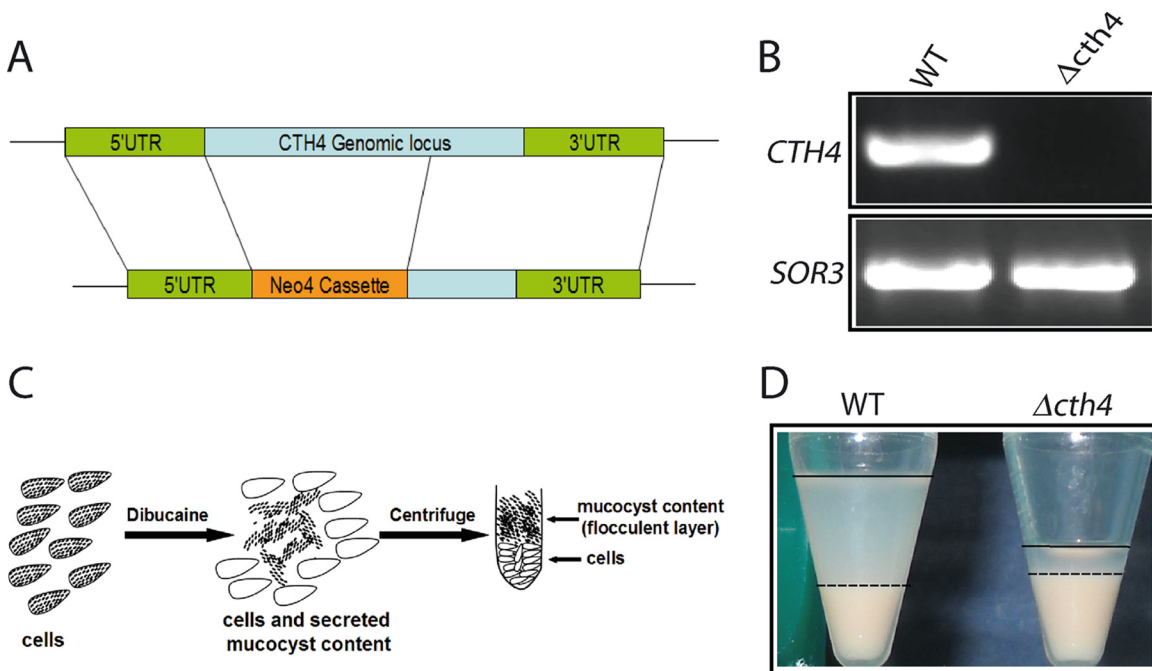 A
5'UTR CTH4 Genomic locus 3'UTR
5'UTR Neo4 Cassette 3'UTR
B
WT Δcth4
CTH4
SOR3
C
Dibucaine
Centrifuge
mucocyst content
(flocculent layer)
cells
cells
cells and secreted
mucocyst content
D
WT Δcth4